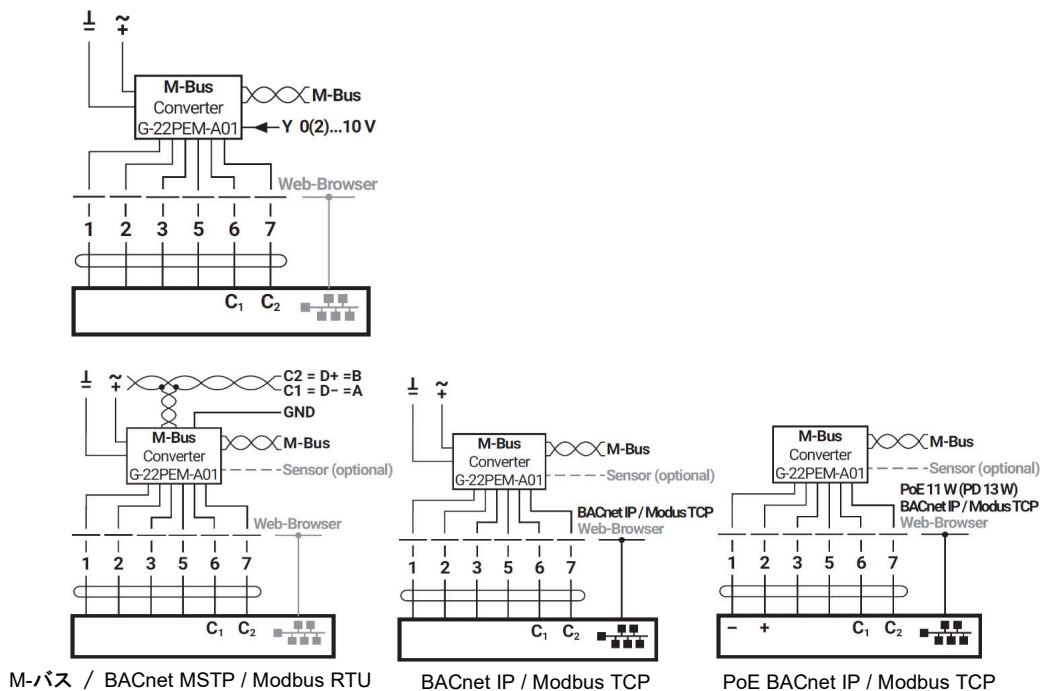 ⊥ ~
= +
M-Bus
Converter
G-22PEM-A01
M-Bus
Y 0(2)...10 V
Web-Browser
1 2 3 5 6 7
C₁ C₂
⊥ ~
= +
C2 = D+ =B
C1 = D− =A
GND
M-Bus
Converter
G-22PEM-A01
M-Bus
Sensor (optional)
Web-Browser
1 2 3 5 6 7
C₁ C₂
M-バス / BACnet MSTP / Modbus RTU
⊥ ~
= +
M-Bus
Converter
G-22PEM-A01
M-Bus
Sensor (optional)
BACnet IP / Modus TCP
Web-Browser
1 2 3 5 6 7
C₁ C₂
BACnet IP / Modbus TCP
M-Bus
Converter
G-22PEM-A01
M-Bus
Sensor (optional)
PoE 11 W (PD 13 W)
BACnet IP / Modus TCP
Web-Browser
1 2 3 5 6 7
− + C₁ C₂
PoE BACnet IP / Modbus TCP